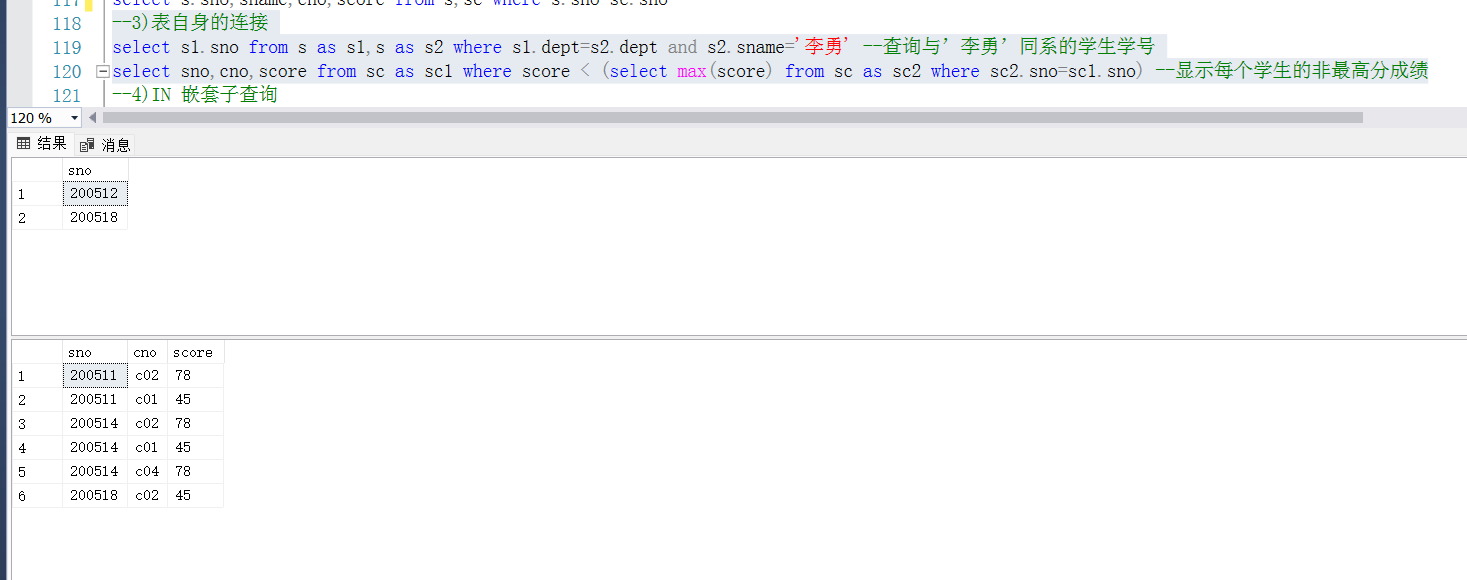 117 select s.sno,sname,cno,score from s,sc where s.sno sc.sno
118 --3)表自身的连接
119 select s1.sno from s as s1,s as s2 where s1.dept=s2.dept and s2.sname='李勇' --查询与’李勇’同系的学生学号
120 select sno,cno,score from sc as sc1 where score < (select max(score) from sc as sc2 where sc2.sno=sc1.sno) --显示每个学生的非最高分成绩
121 --4)IN 嵌套子查询
120 %
结果 消息
sno
1 200512
2 200518
sno cno score
1 200511 c02 78
2 200511 c01 45
3 200514 c02 78
4 200514 c01 45
5 200514 c04 78
6 200518 c02 45